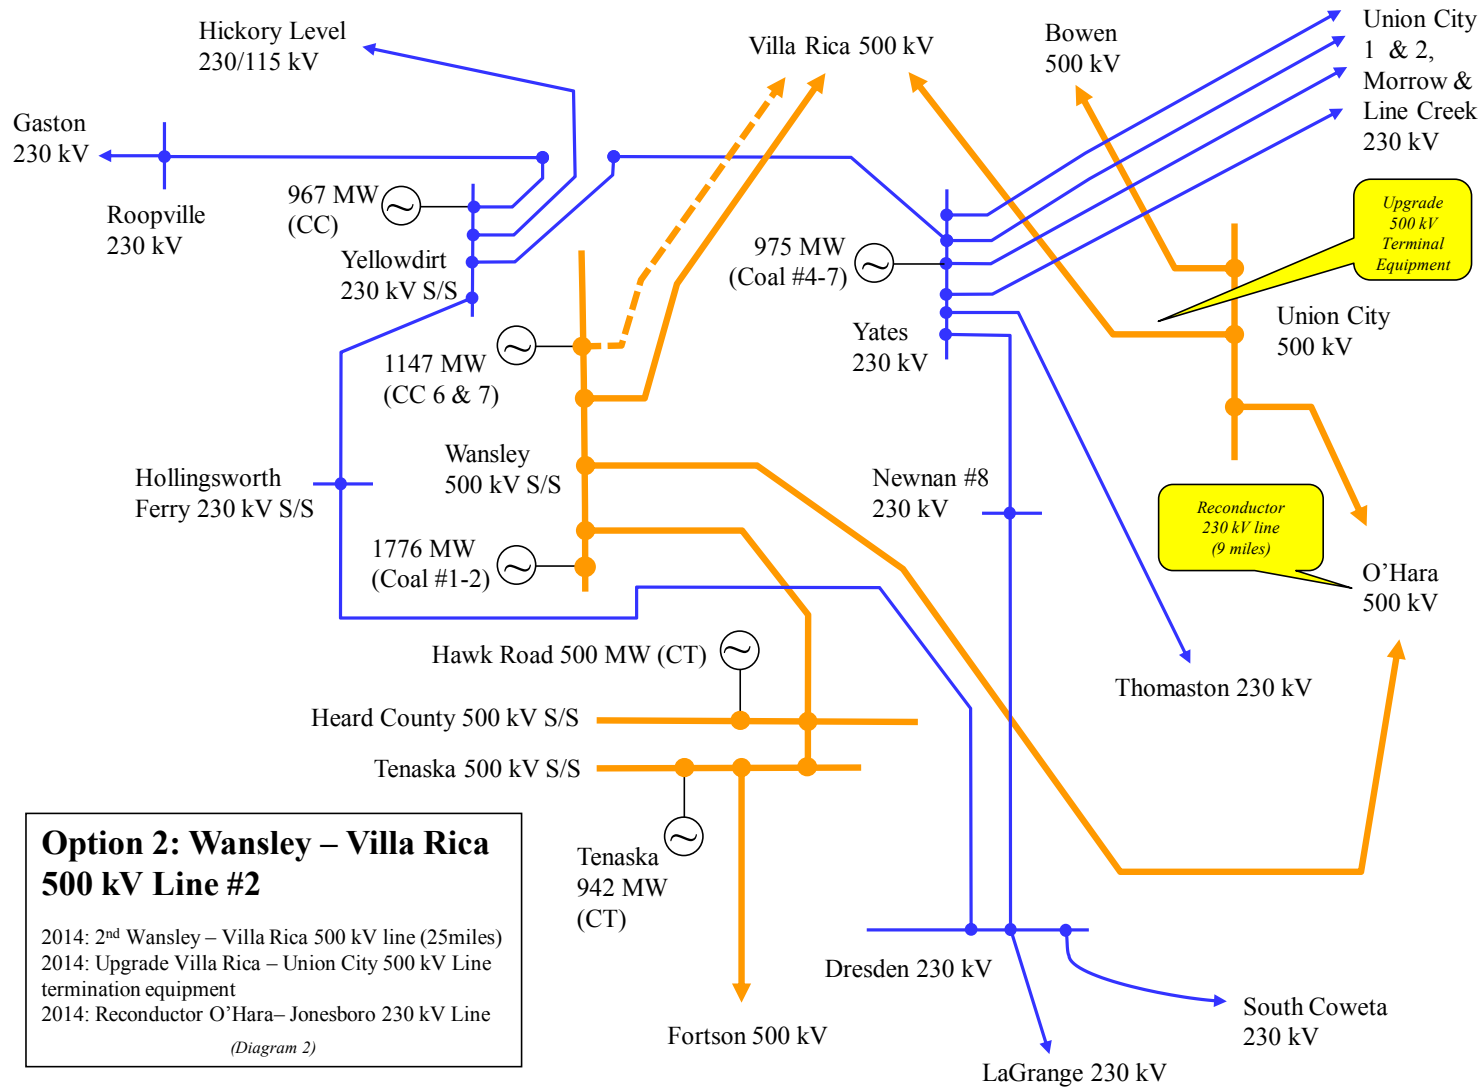 Hickory Level
230/115 kV
Villa Rica 500 kV
Bowen
500 kV
Union City
1 & 2,
Morrow &
Line Creek
230 kV
Gaston
230 kV
Roopville
230 kV
967 MW
(CC)
Yellowdirt
230 kV S/S
975 MW
(Coal #4-7)
Yates
230 kV
Upgrade
500 kV
Terminal
Equipment
Union City
500 kV
1147 MW
(CC 6 & 7)
Wansley
500 kV S/S
Hollingsworth
Ferry 230 kV S/S
1776 MW
(Coal #1-2)
Newnan #8
230 kV
Reconductor
230 kV line
(9 miles)
O’Hara
500 kV
Hawk Road 500 MW (CT)
Thomaston 230 kV
Heard County 500 kV S/S
Tenaska 500 kV S/S
Tenaska
942 MW
(CT)
Option 2: Wansley – Villa Rica
500 kV Line #2
2014: 2nd Wansley – Villa Rica 500 kV line (25miles)
2014: Upgrade Villa Rica – Union City 500 kV Line
termination equipment
2014: Reconductor O’Hara– Jonesboro 230 kV Line
(Diagram 2)
Dresden 230 kV
Fortson 500 kV
South Coweta
230 kV
LaGrange 230 kV